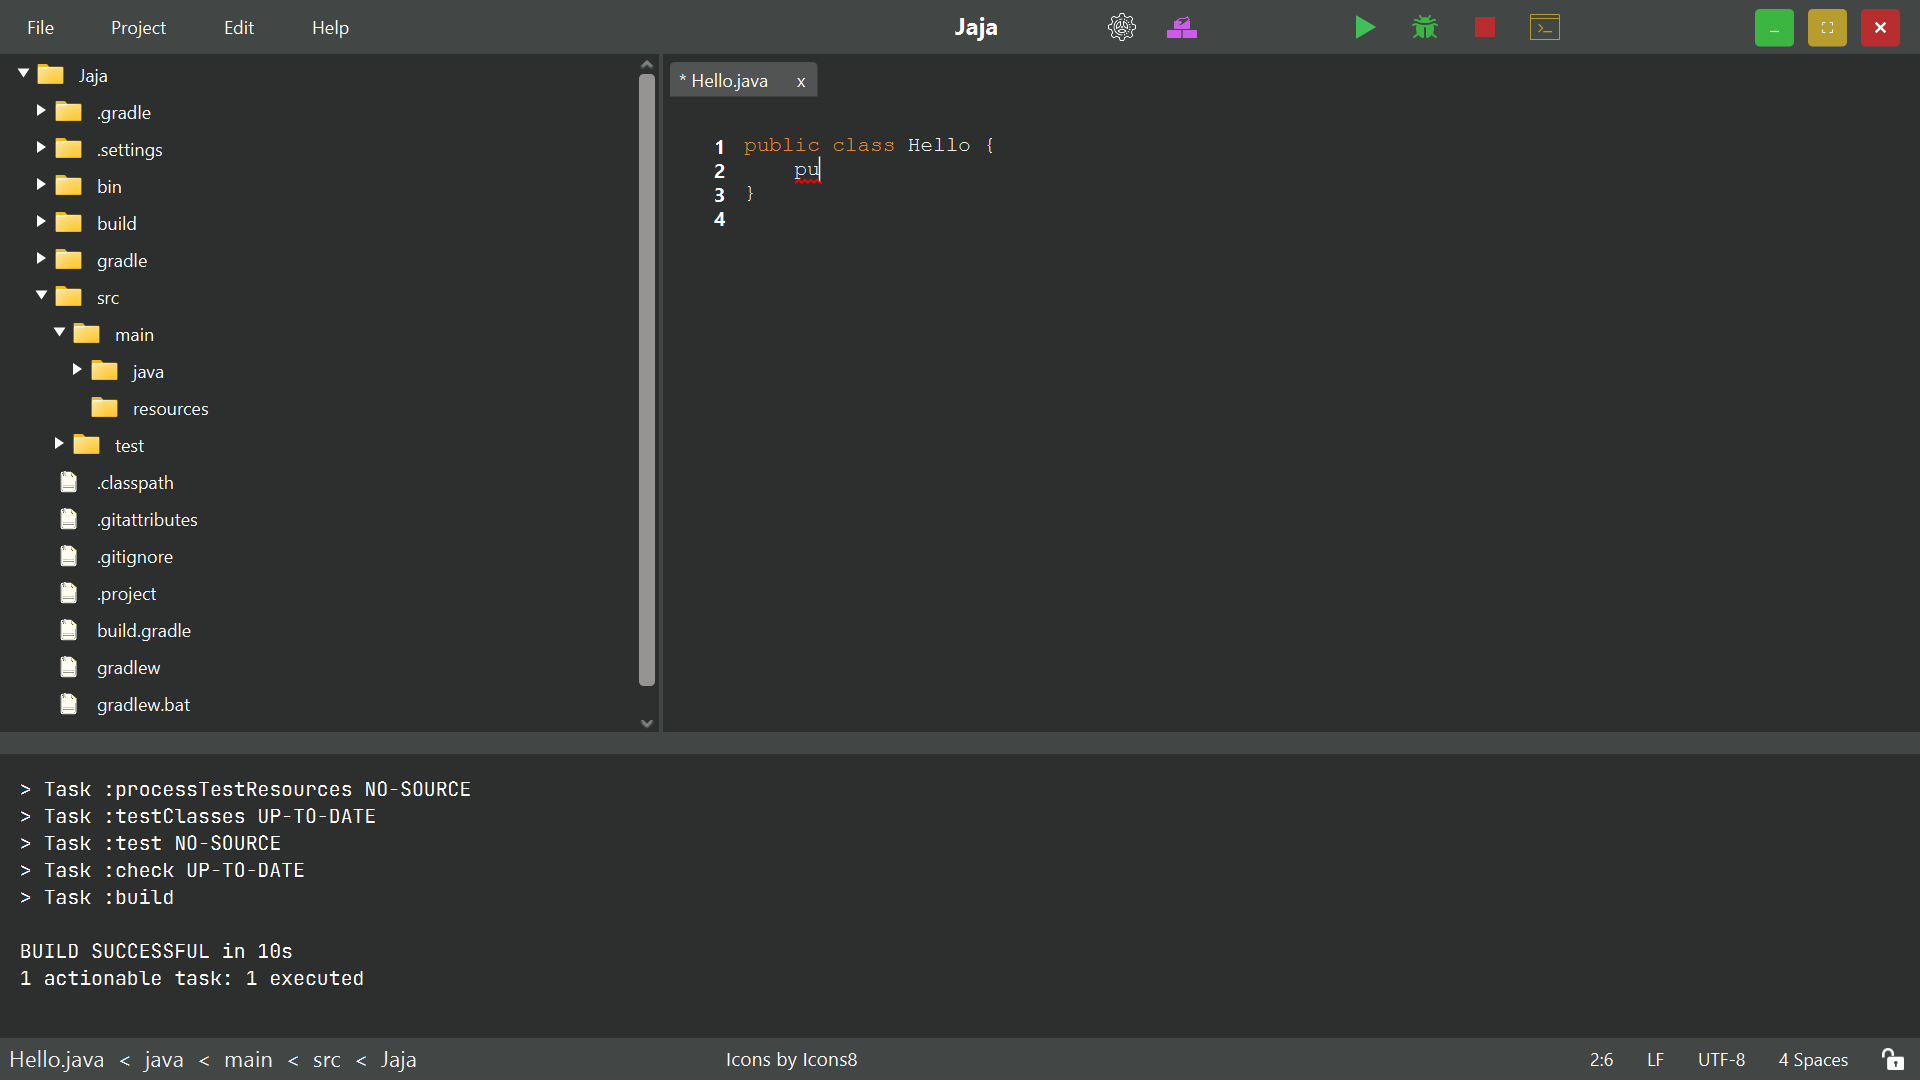 File Project Edit Help Jaja
Jaja
.gradle
.settings
bin
build
gradle
src
main
java
resources
test
.classpath
.gitattributes
.gitignore
.project
build.gradle
gradlew
gradlew.bat
* Hello.java x
1 public class Hello {
2 pu
3 }
4
> Task :processTestResources NO-SOURCE
> Task :testClasses UP-TO-DATE
> Task :test NO-SOURCE
> Task :check UP-TO-DATE
> Task :build
BUILD SUCCESSFUL in 10s
1 actionable task: 1 executed
Hello.java < java < main < src < Jaja Icons by Icons8 2:6 LF UTF-8 4 Spaces